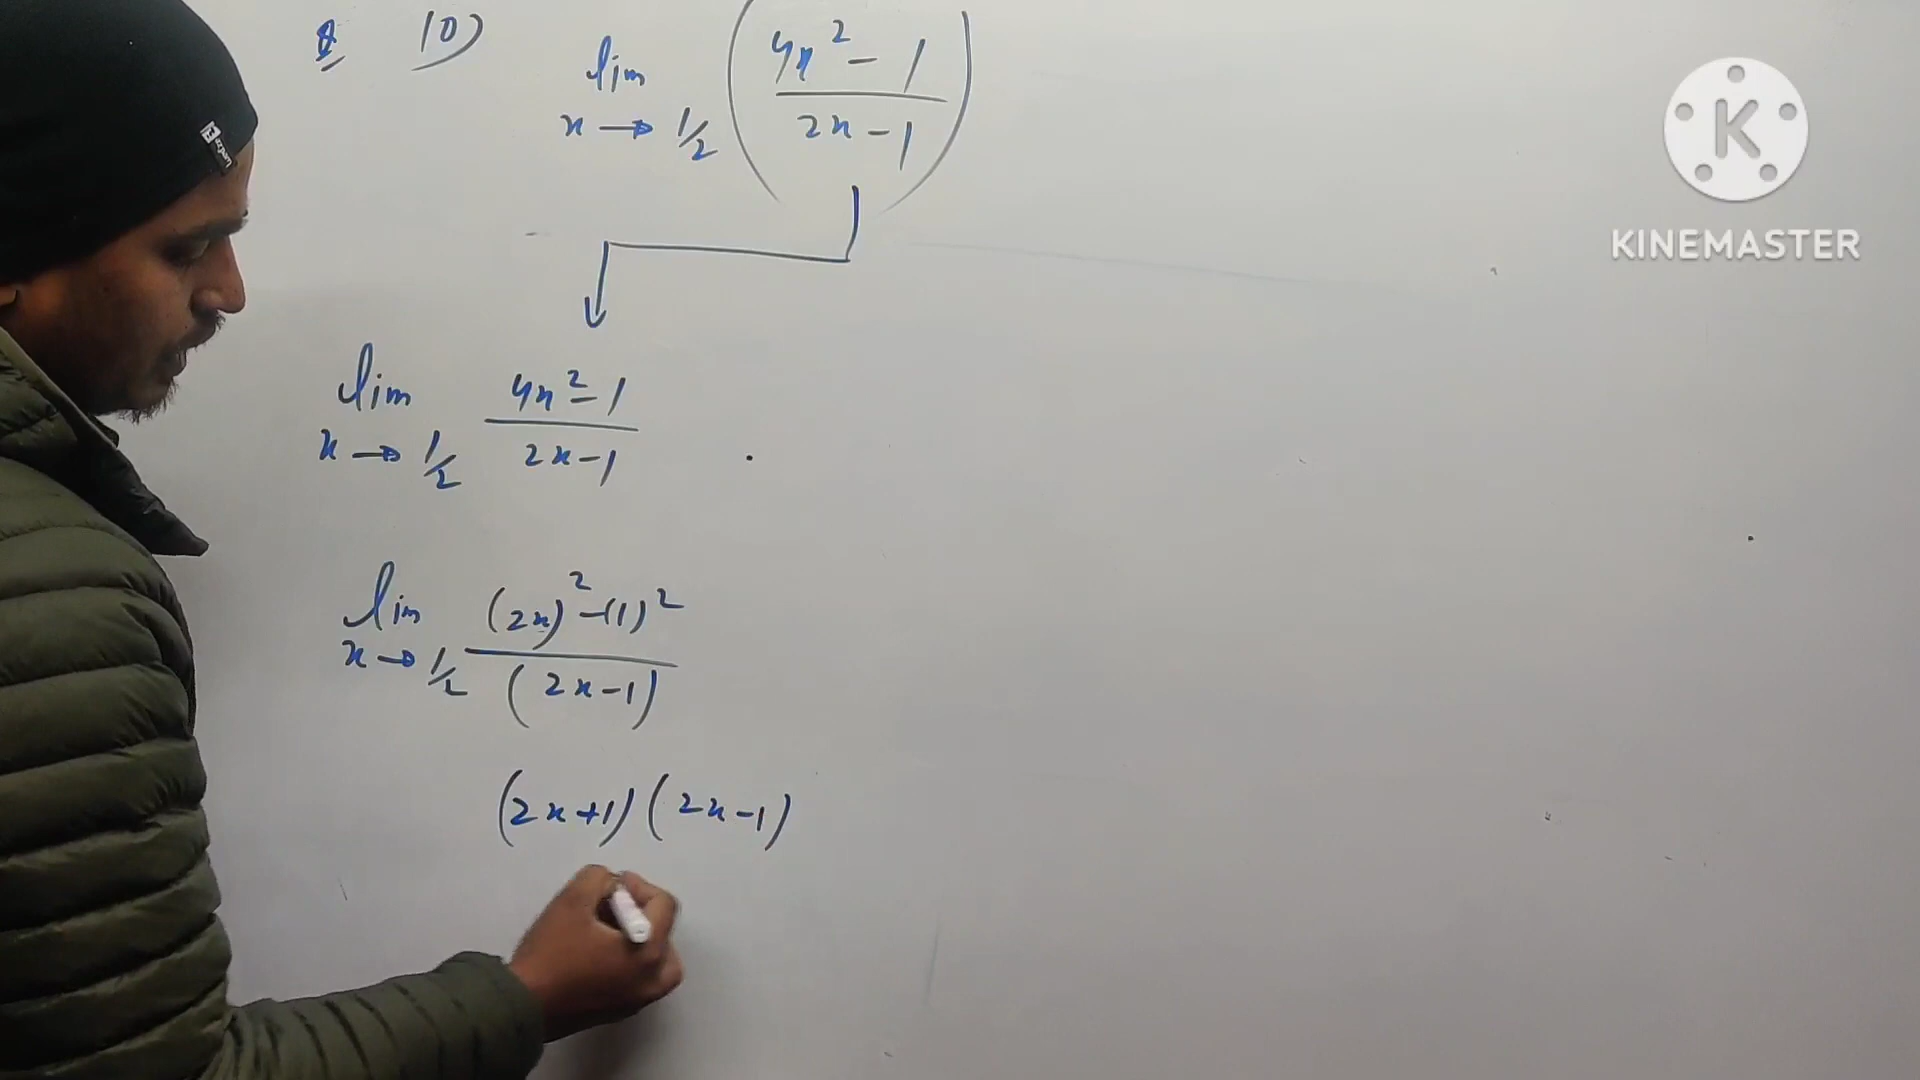 Q 10) lim x → 1/2 (4x² - 1 / 2x - 1)
lim x → 1/2 4x² - 1 / 2x - 1
lim x → 1/2 (2x)² - (1)² / (2x - 1)
(2x + 1) (2x - 1)
K
KINEMASTER